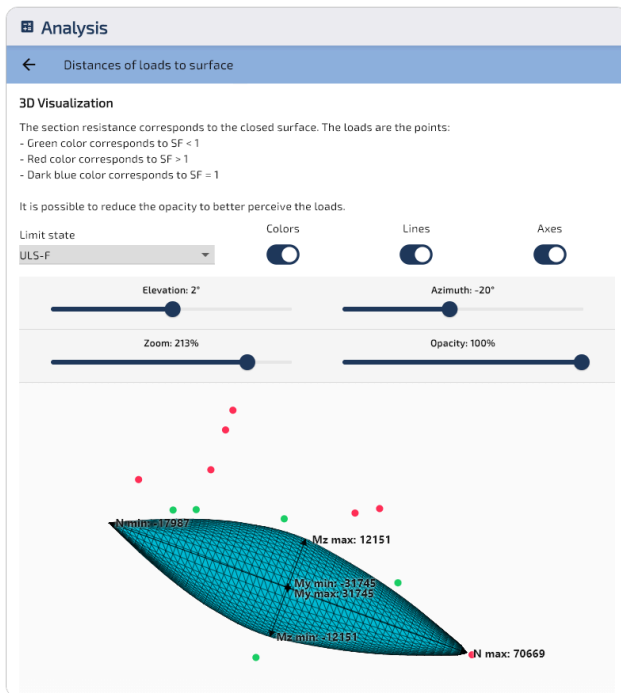 Analysis
Distances of loads to surface
3D Visualization
The section resistance corresponds to the closed surface. The loads are the points:
- Green color corresponds to SF < 1
- Red color corresponds to SF > 1
- Dark blue color corresponds to SF = 1
It is possible to reduce the opacity to better perceive the loads.
Limit state
Colors
Lines
Axes
ULS-F
Elevation: 2°
Azimuth: -20°
Zoom: 213%
Opacity: 100%
N min: -17987
Mz max: 12151
My min: -31745
My max: 31745
Mz min: -12151
N max: 70669